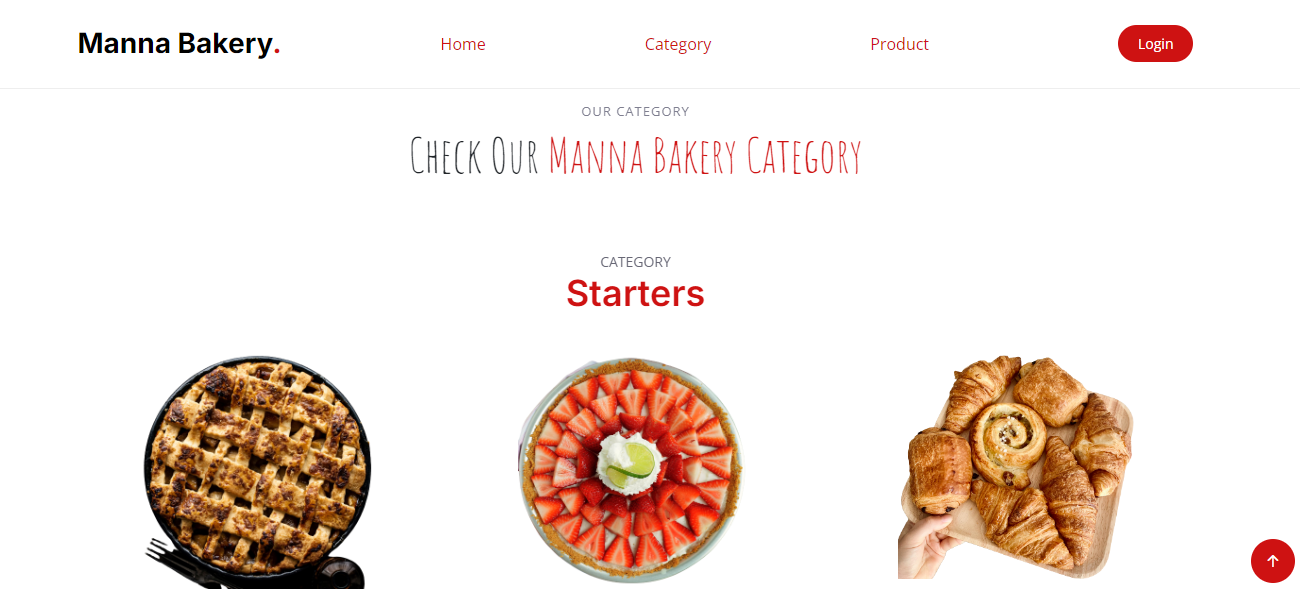 Manna Bakery.
Home
Category
Product
Login
OUR CATEGORY
Check Our Manna Bakery Category
CATEGORY
Starters